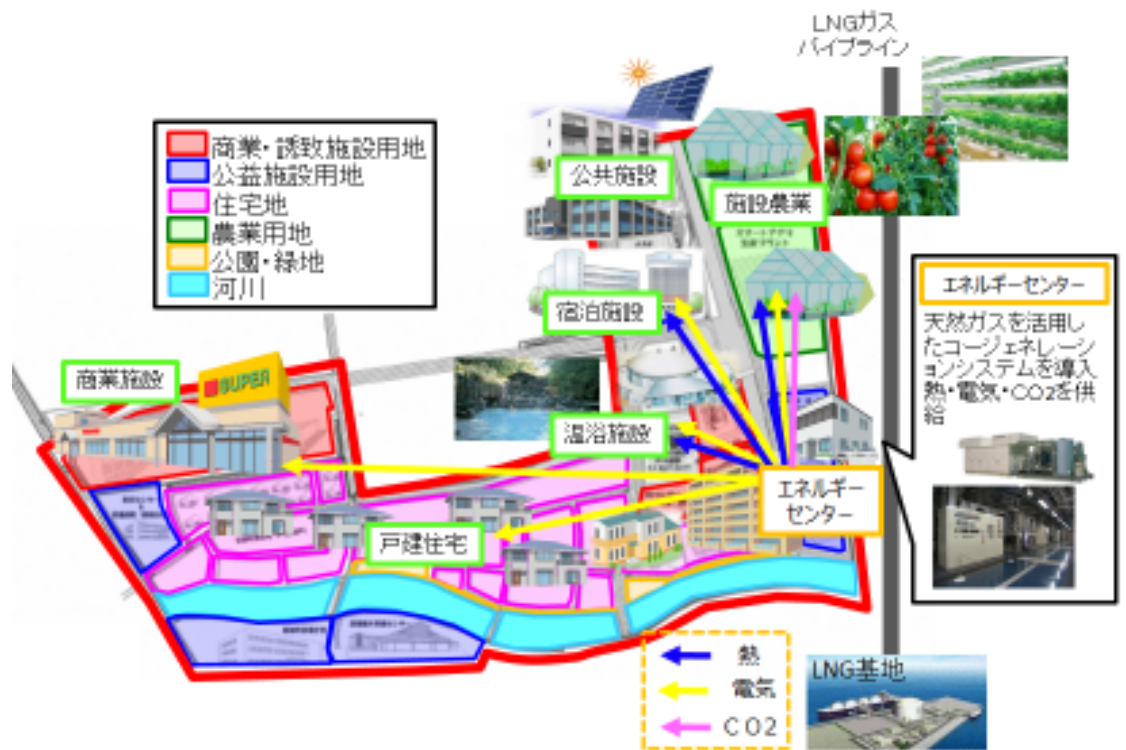 LNGガス
パイプライン
商業・誘致施設用地
公益施設用地
住宅地
農業用地
公園・緑地
河川
公共施設
施設農業
エネルギーセンター
天然ガスを活用し
たコージェネレーシ
ョンシステムを導入
熱・電気・CO2を供
給
宿泊施設
商業施設
SUPER
温浴施設
エネルギー
センター
戸建住宅
熱
電気
CO2
LNG基地